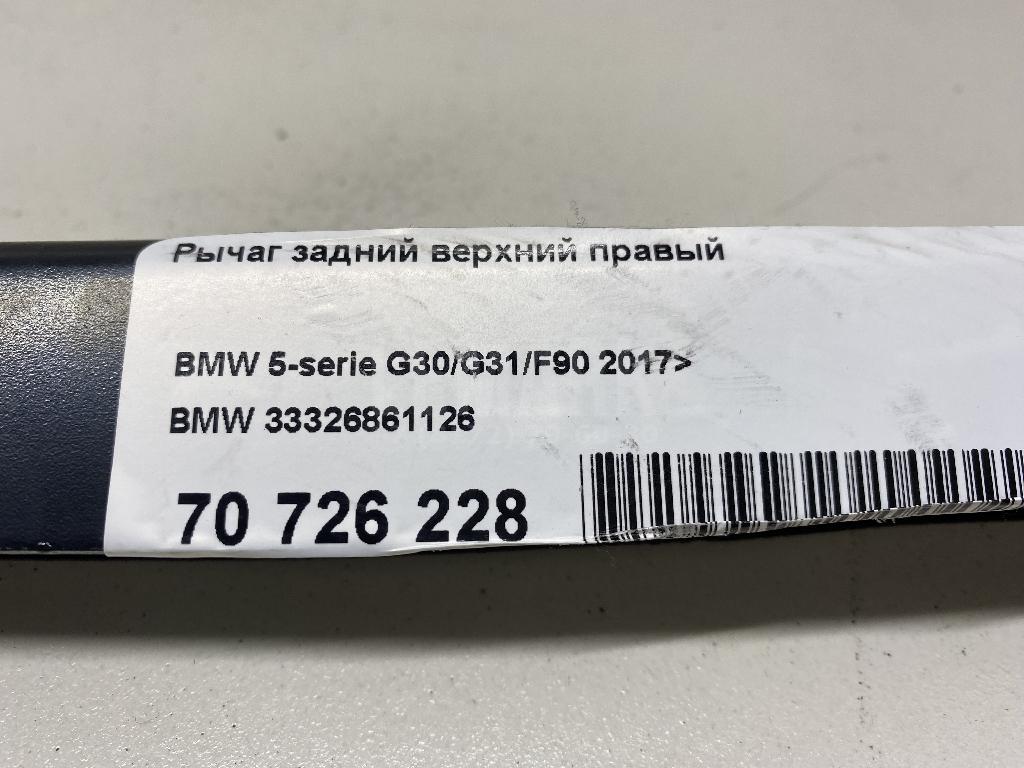 Рычаг задний верхний правый
BMW 5-serie G30/G31/F90 2017>
BMW 33326861126
70 726 228